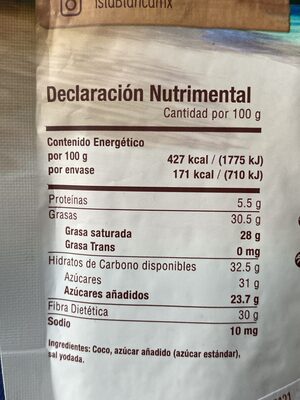 islablancamx
Declaración Nutrimental
Cantidad por 100 g
Contenido Energético
por 100 g 427 kcal / (1775 kJ)
por envase 171 kcal / (710 kJ)
Proteínas 5.5 g
Grasas 30.5 g
Grasa saturada 28 g
Grasa Trans 0 mg
Hidratos de Carbono disponibles 32.5 g
Azúcares 31 g
Azúcares añadidos 23.7 g
Fibra Dietética 30 g
Sodio 10 mg
Ingredientes: Coco, azúcar añadido (azúcar estándar),
sal yodada.